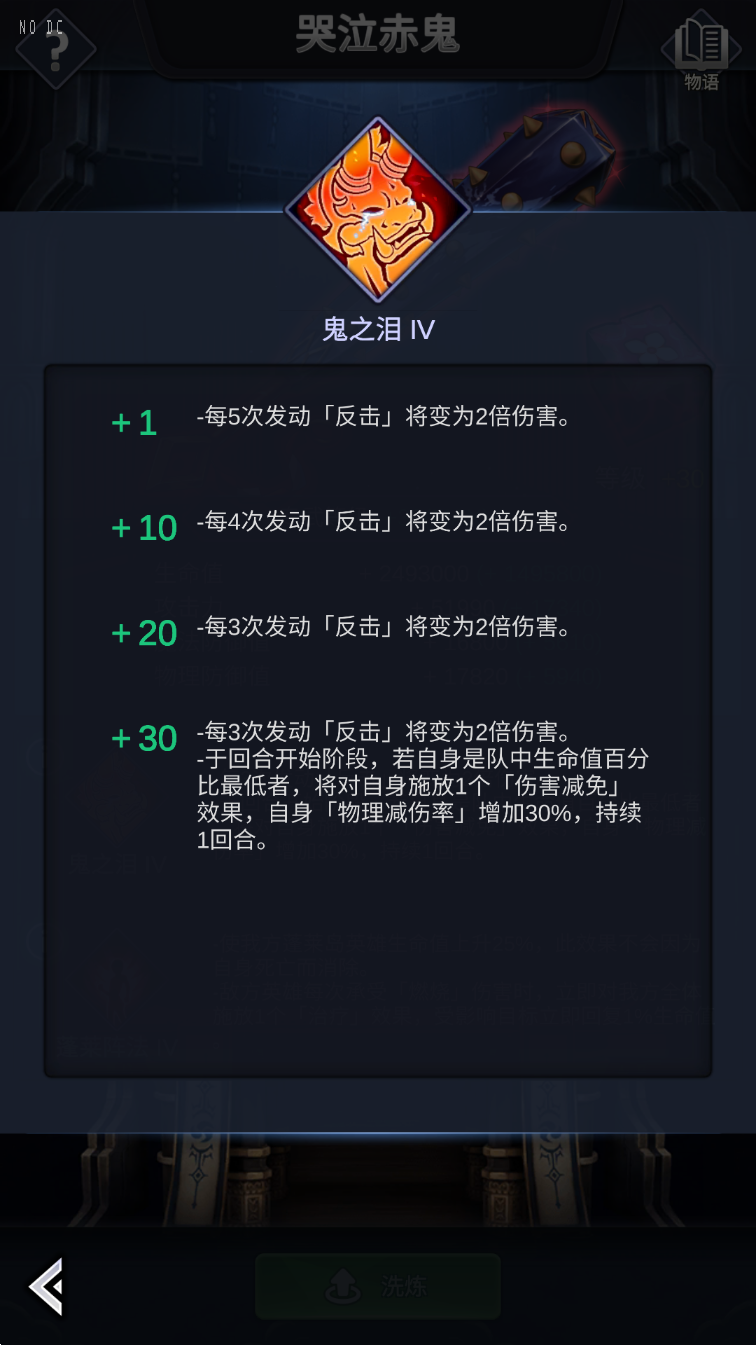 NO DC
哭泣赤鬼
物语
鬼之泪 IV
+1
-每5次发动「反击」将变为2倍伤害。
+10
-每4次发动「反击」将变为2倍伤害。
+20
-每3次发动「反击」将变为2倍伤害。
+30
-每3次发动「反击」将变为2倍伤害。
-于回合开始阶段，若自身是队中生命值百分
比最低者，将对自身施放1个「伤害减免」
效果，自身「物理减伤率」增加30%，持续
1回合。
洗炼